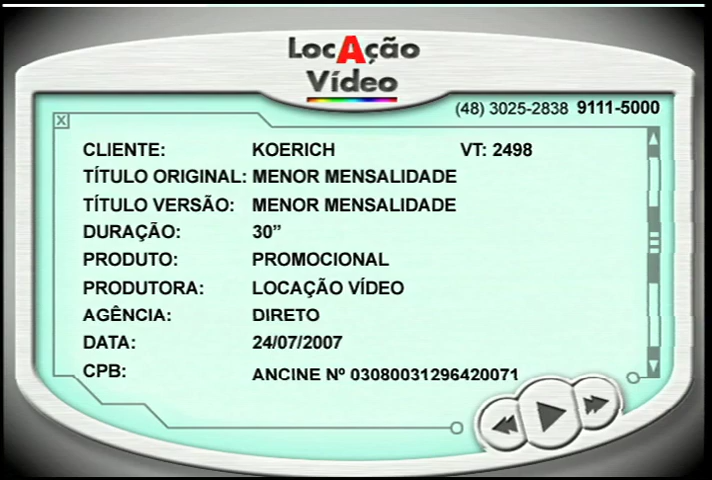 LocAção
Vídeo
(48) 3025-2838 9111-5000
X
CLIENTE: KOERICH VT: 2498
TÍTULO ORIGINAL: MENOR MENSALIDADE
TÍTULO VERSÃO: MENOR MENSALIDADE
DURAÇÃO: 30”
PRODUTO: PROMOCIONAL
PRODUTORA: LOCAÇÃO VÍDEO
AGÊNCIA: DIRETO
DATA: 24/07/2007
CPB: ANCINE Nº 03080031296420071